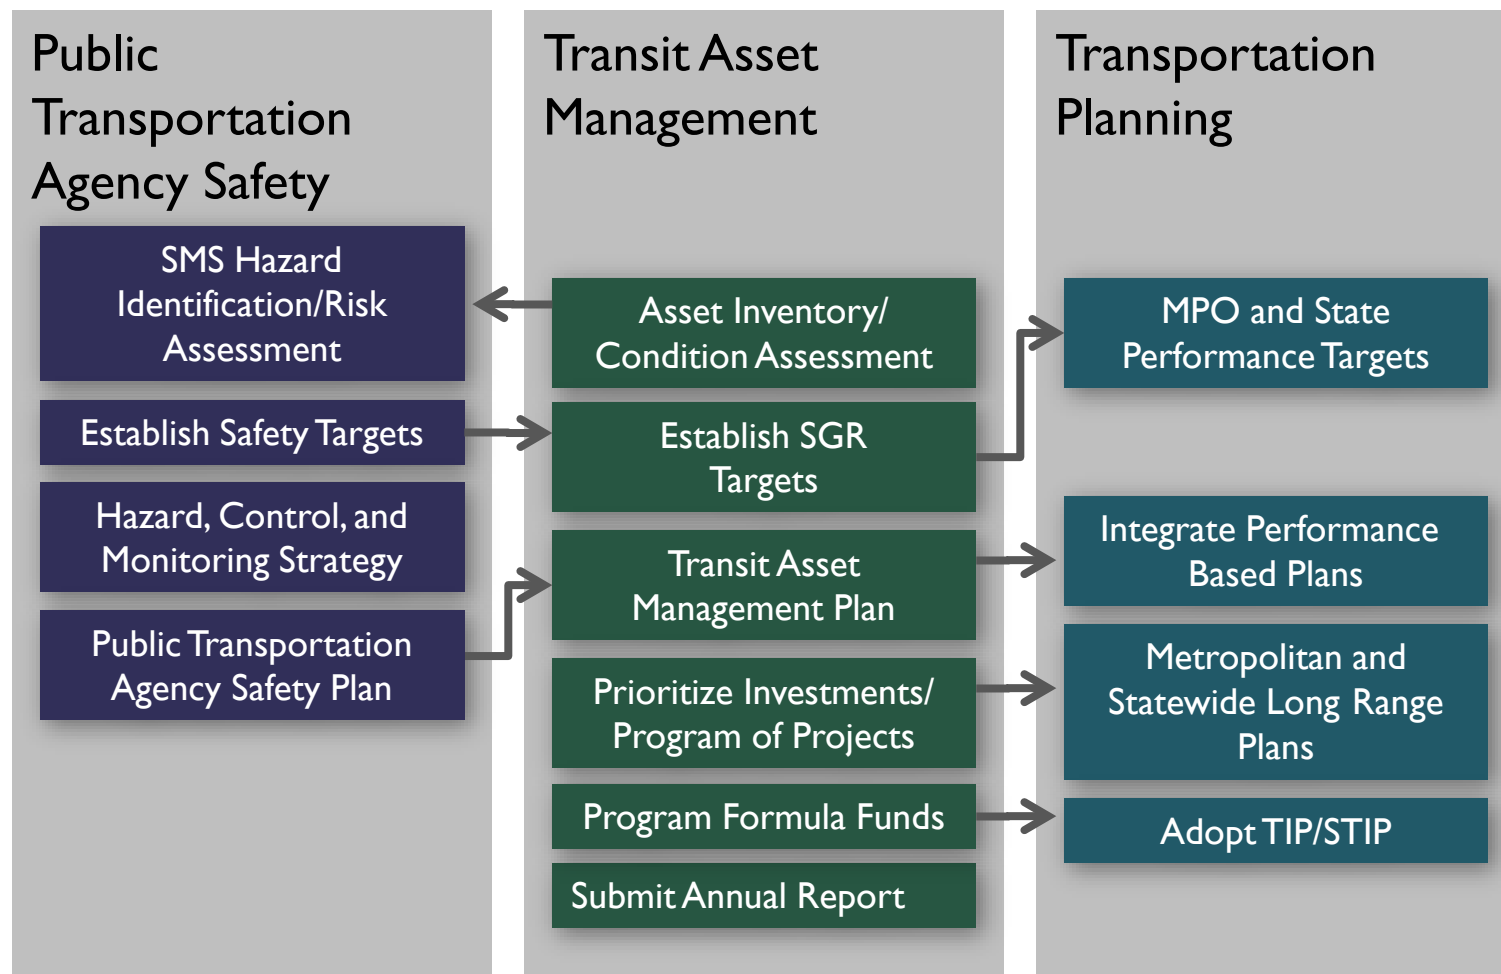 Public
Transportation
Agency Safety
SMS Hazard
Identification/Risk
Assessment
Establish Safety Targets
Hazard, Control, and
Monitoring Strategy
Public Transportation
Agency Safety Plan
Transit Asset
Management
Asset Inventory/
Condition Assessment
Establish SGR
Targets
Transit Asset
Management Plan
Prioritize Investments/
Program of Projects
Program Formula Funds
Submit Annual Report
Transportation
Planning
MPO and State
Performance Targets
Integrate Performance
Based Plans
Metropolitan and
Statewide Long Range
Plans
Adopt TIP/STIP